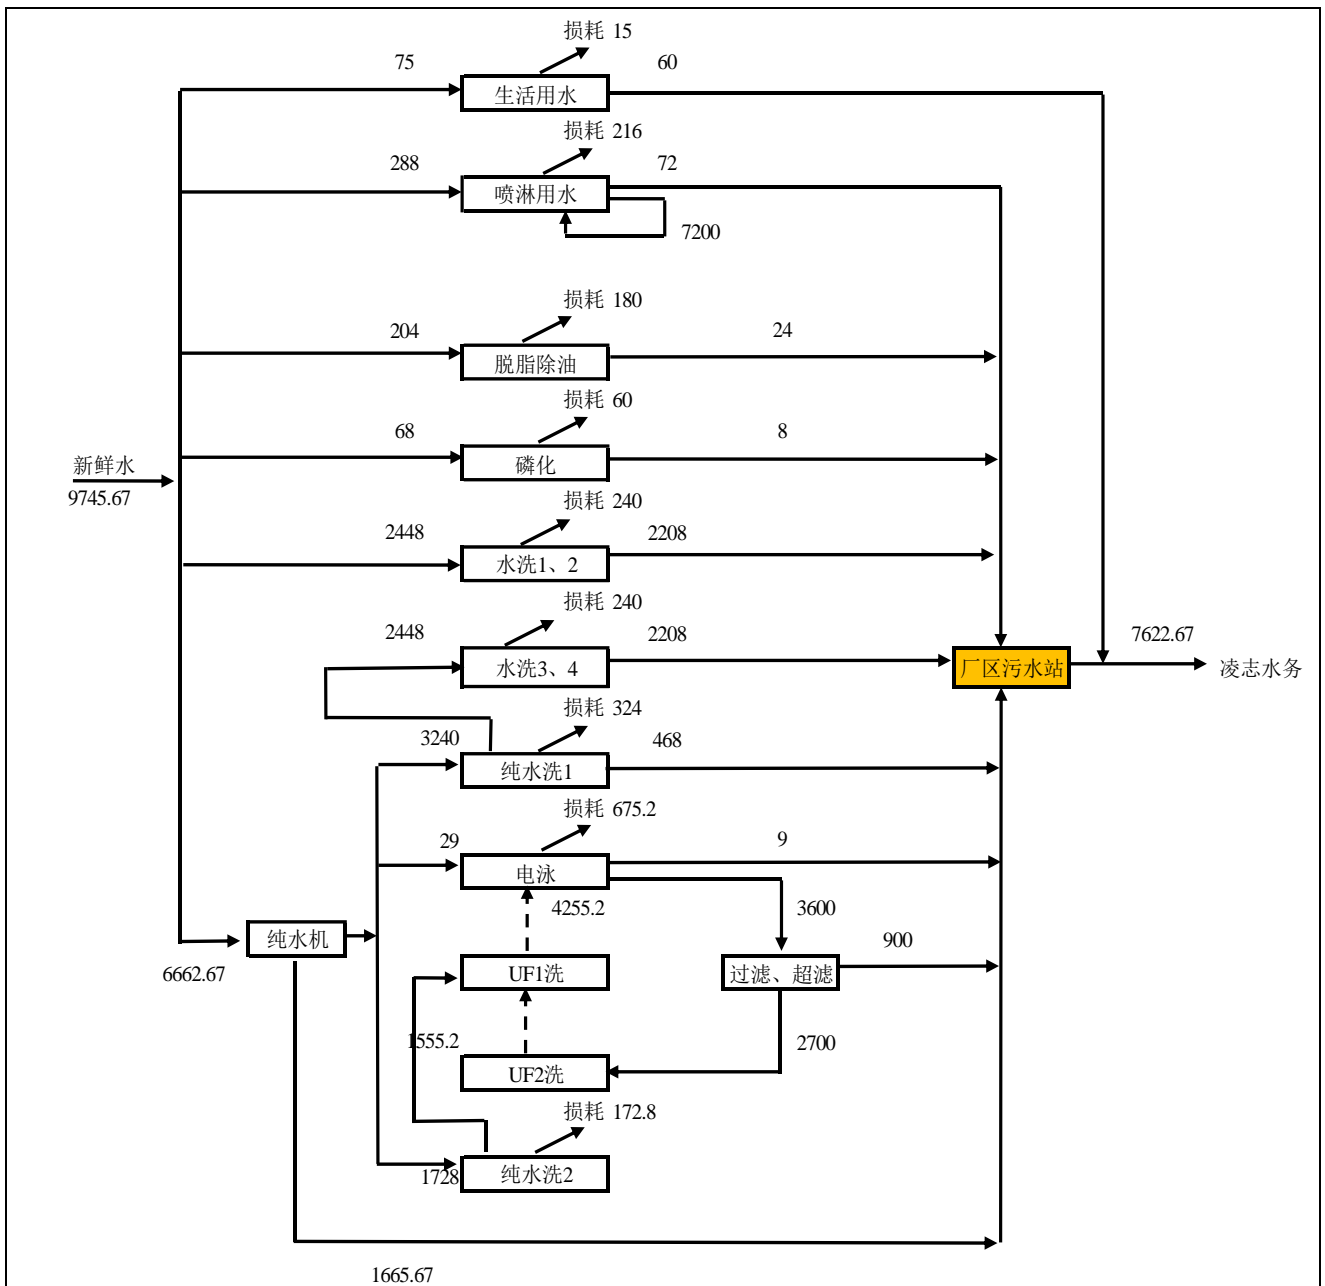 损耗 15
75
60
生活用水
损耗 216
288
72
喷淋用水
7200
损耗 180
204
24
脱脂除油
损耗 60
68
8
新鲜水
磷化
9745.67
损耗 240
2448
2208
水洗1、2
损耗 240
2448
2208
7622.67
水洗3、4
厂区污水站
凌志水务
损耗 324
3240
468
纯水洗1
损耗 675.2
29
9
电泳
4255.2
3600
纯水机
900
6662.67
UF1洗
过滤、超滤
1555.2
2700
UF2洗
损耗 172.8
1728
纯水洗2
1665.67